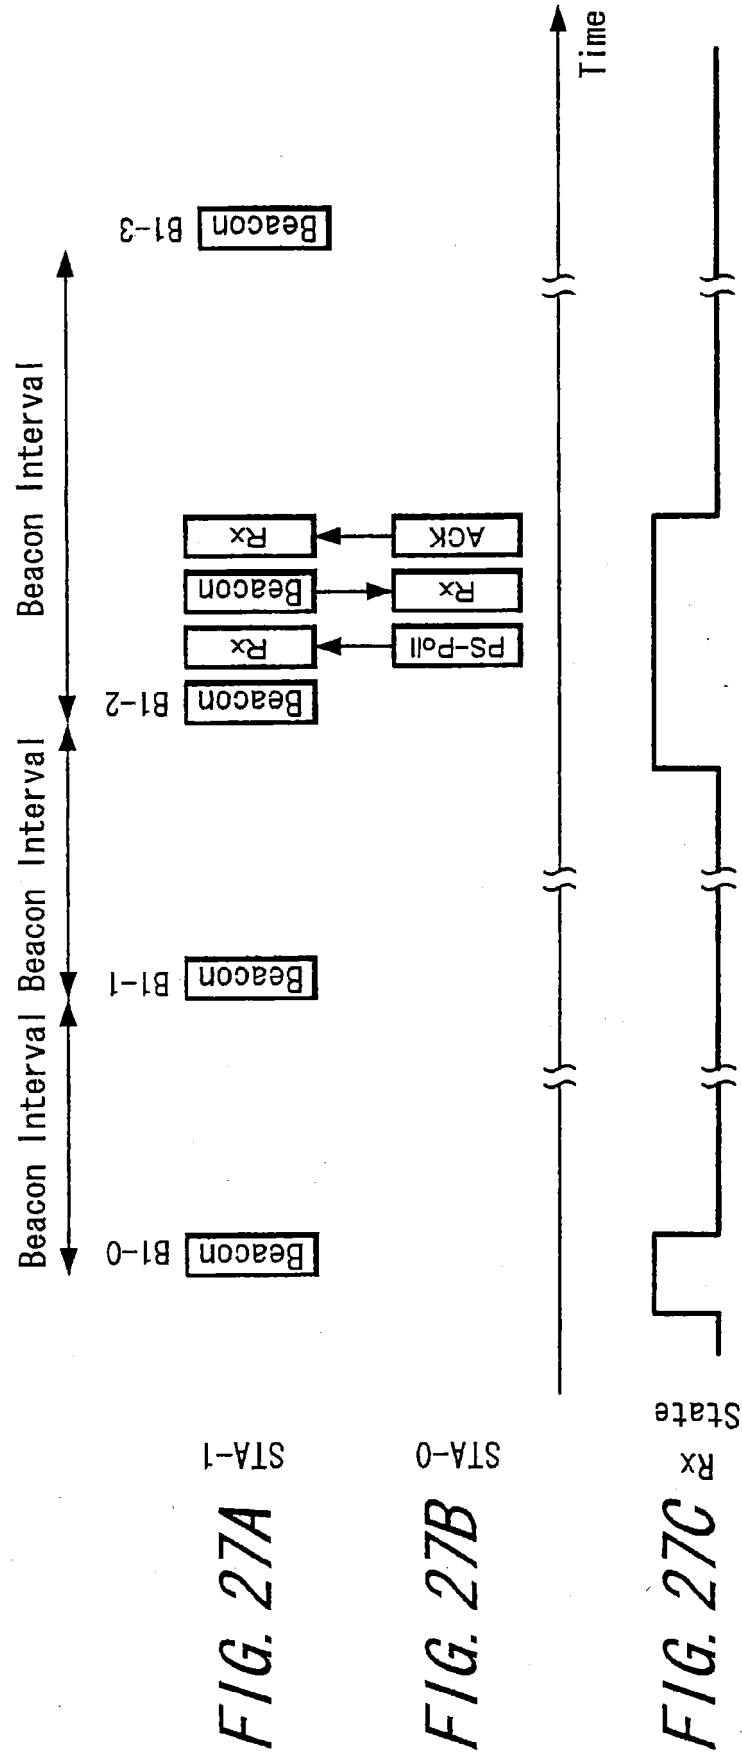 Beacon Interval
Beacon Interval
Beacon Interval
B1-0
B1-1
B1-2
B1-3
FIG. 27A
STA-1
Beacon
Beacon
Beacon
Rx
Beacon
Rx
Beacon
FIG. 27B
STA-0
PS-Poll
Rx
ACK
Time
FIG. 27C
Rx
State